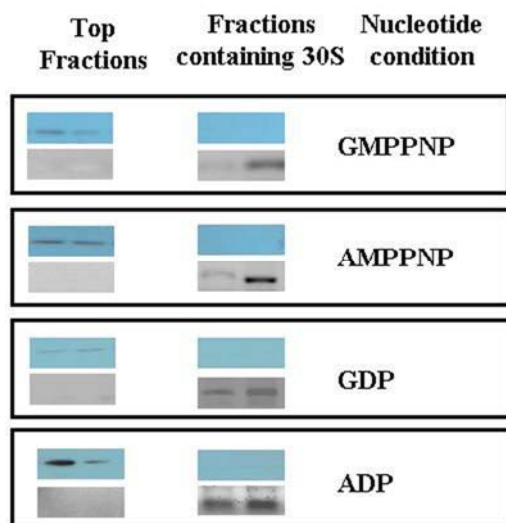 Top
Fractions
Fractions
containing 30S
Nucleotide
condition
GMPPNP
AMPPNP
GDP
ADP